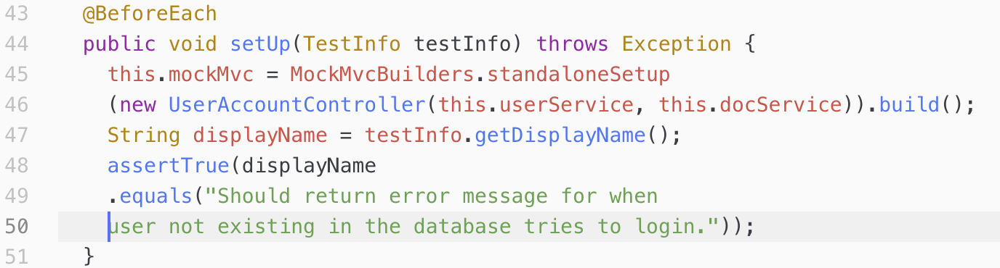 43 @BeforeEach
44 public void setUp(TestInfo testInfo) throws Exception {
45 this.mockMvc = MockMvcBuilders.standaloneSetup
46 (new UserAccountController(this.userService, this.docService)).build();
47 String displayName = testInfo.getDisplayName();
48 assertTrue(displayName
49 .equals("Should return error message for when
50 user not existing in the database tries to login."));
51 }